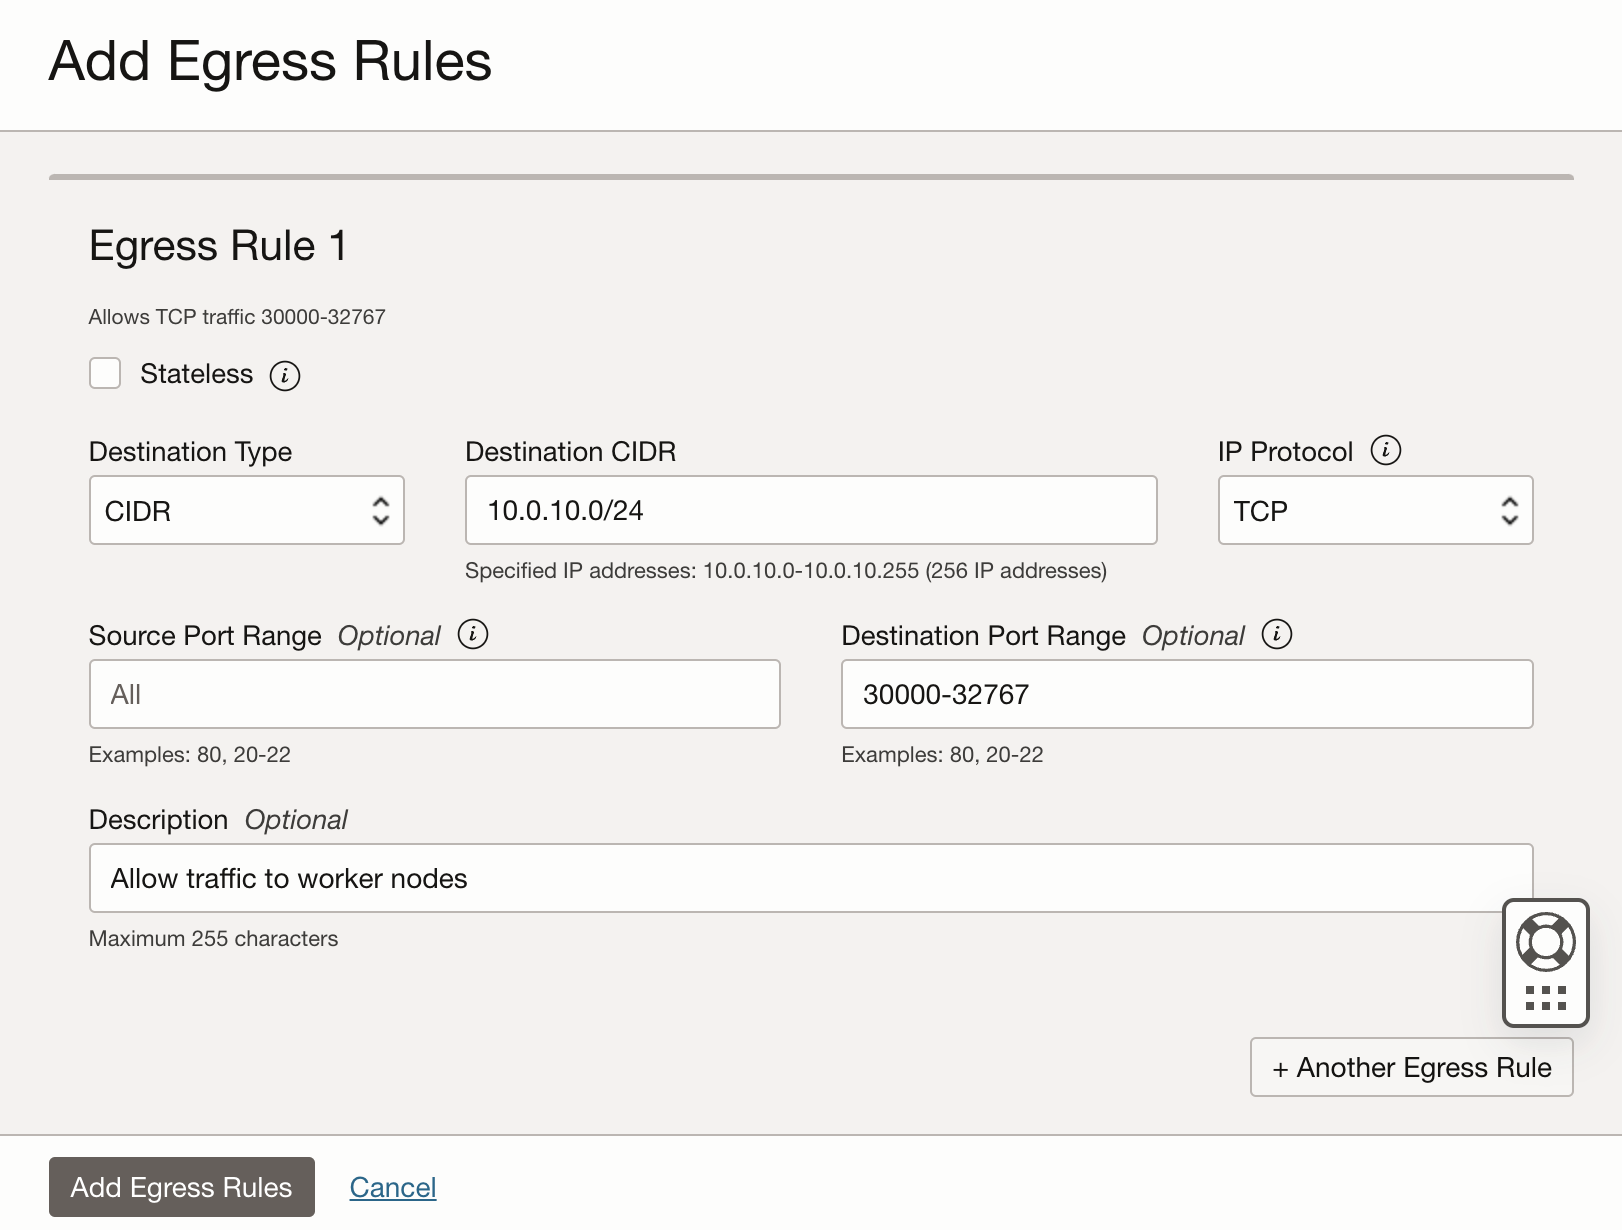 Add Egress Rules
Egress Rule 1
Allows TCP traffic 30000-32767
Stateless i
Destination Type
CIDR
Destination CIDR
10.0.10.0/24
Specified IP addresses: 10.0.10.0-10.0.10.255 (256 IP addresses)
IP Protocol i
TCP
Source Port Range Optional i
All
Examples: 80, 20-22
Destination Port Range Optional i
30000-32767
Examples: 80, 20-22
Description Optional
Allow traffic to worker nodes
Maximum 255 characters
+ Another Egress Rule
Add Egress Rules
Cancel